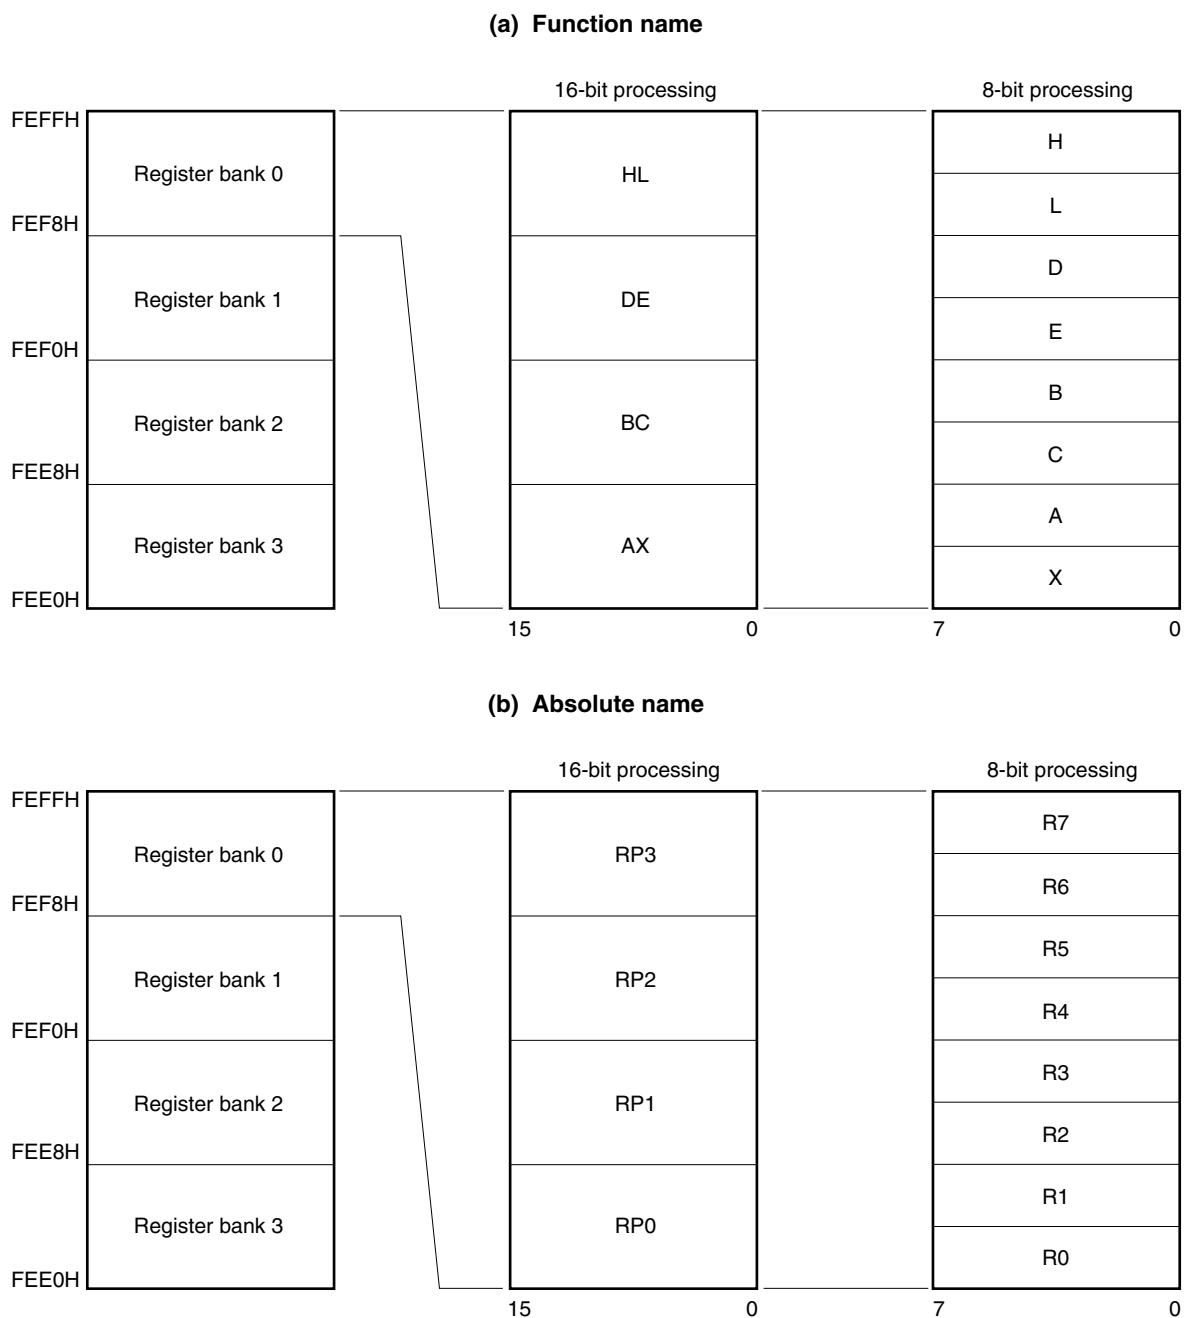 (a) Function name
16-bit processing
8-bit processing
FEFFH
Register bank 0
HL
H
L
FEF8H
Register bank 1
DE
D
E
FEF0H
Register bank 2
BC
B
C
FEE8H
Register bank 3
AX
A
X
FEE0H
15 0
7 0
(b) Absolute name
16-bit processing
8-bit processing
FEFFH
Register bank 0
RP3
R7
R6
FEF8H
Register bank 1
RP2
R5
R4
FEF0H
Register bank 2
RP1
R3
R2
FEE8H
Register bank 3
RP0
R1
R0
FEE0H
15 0
7 0